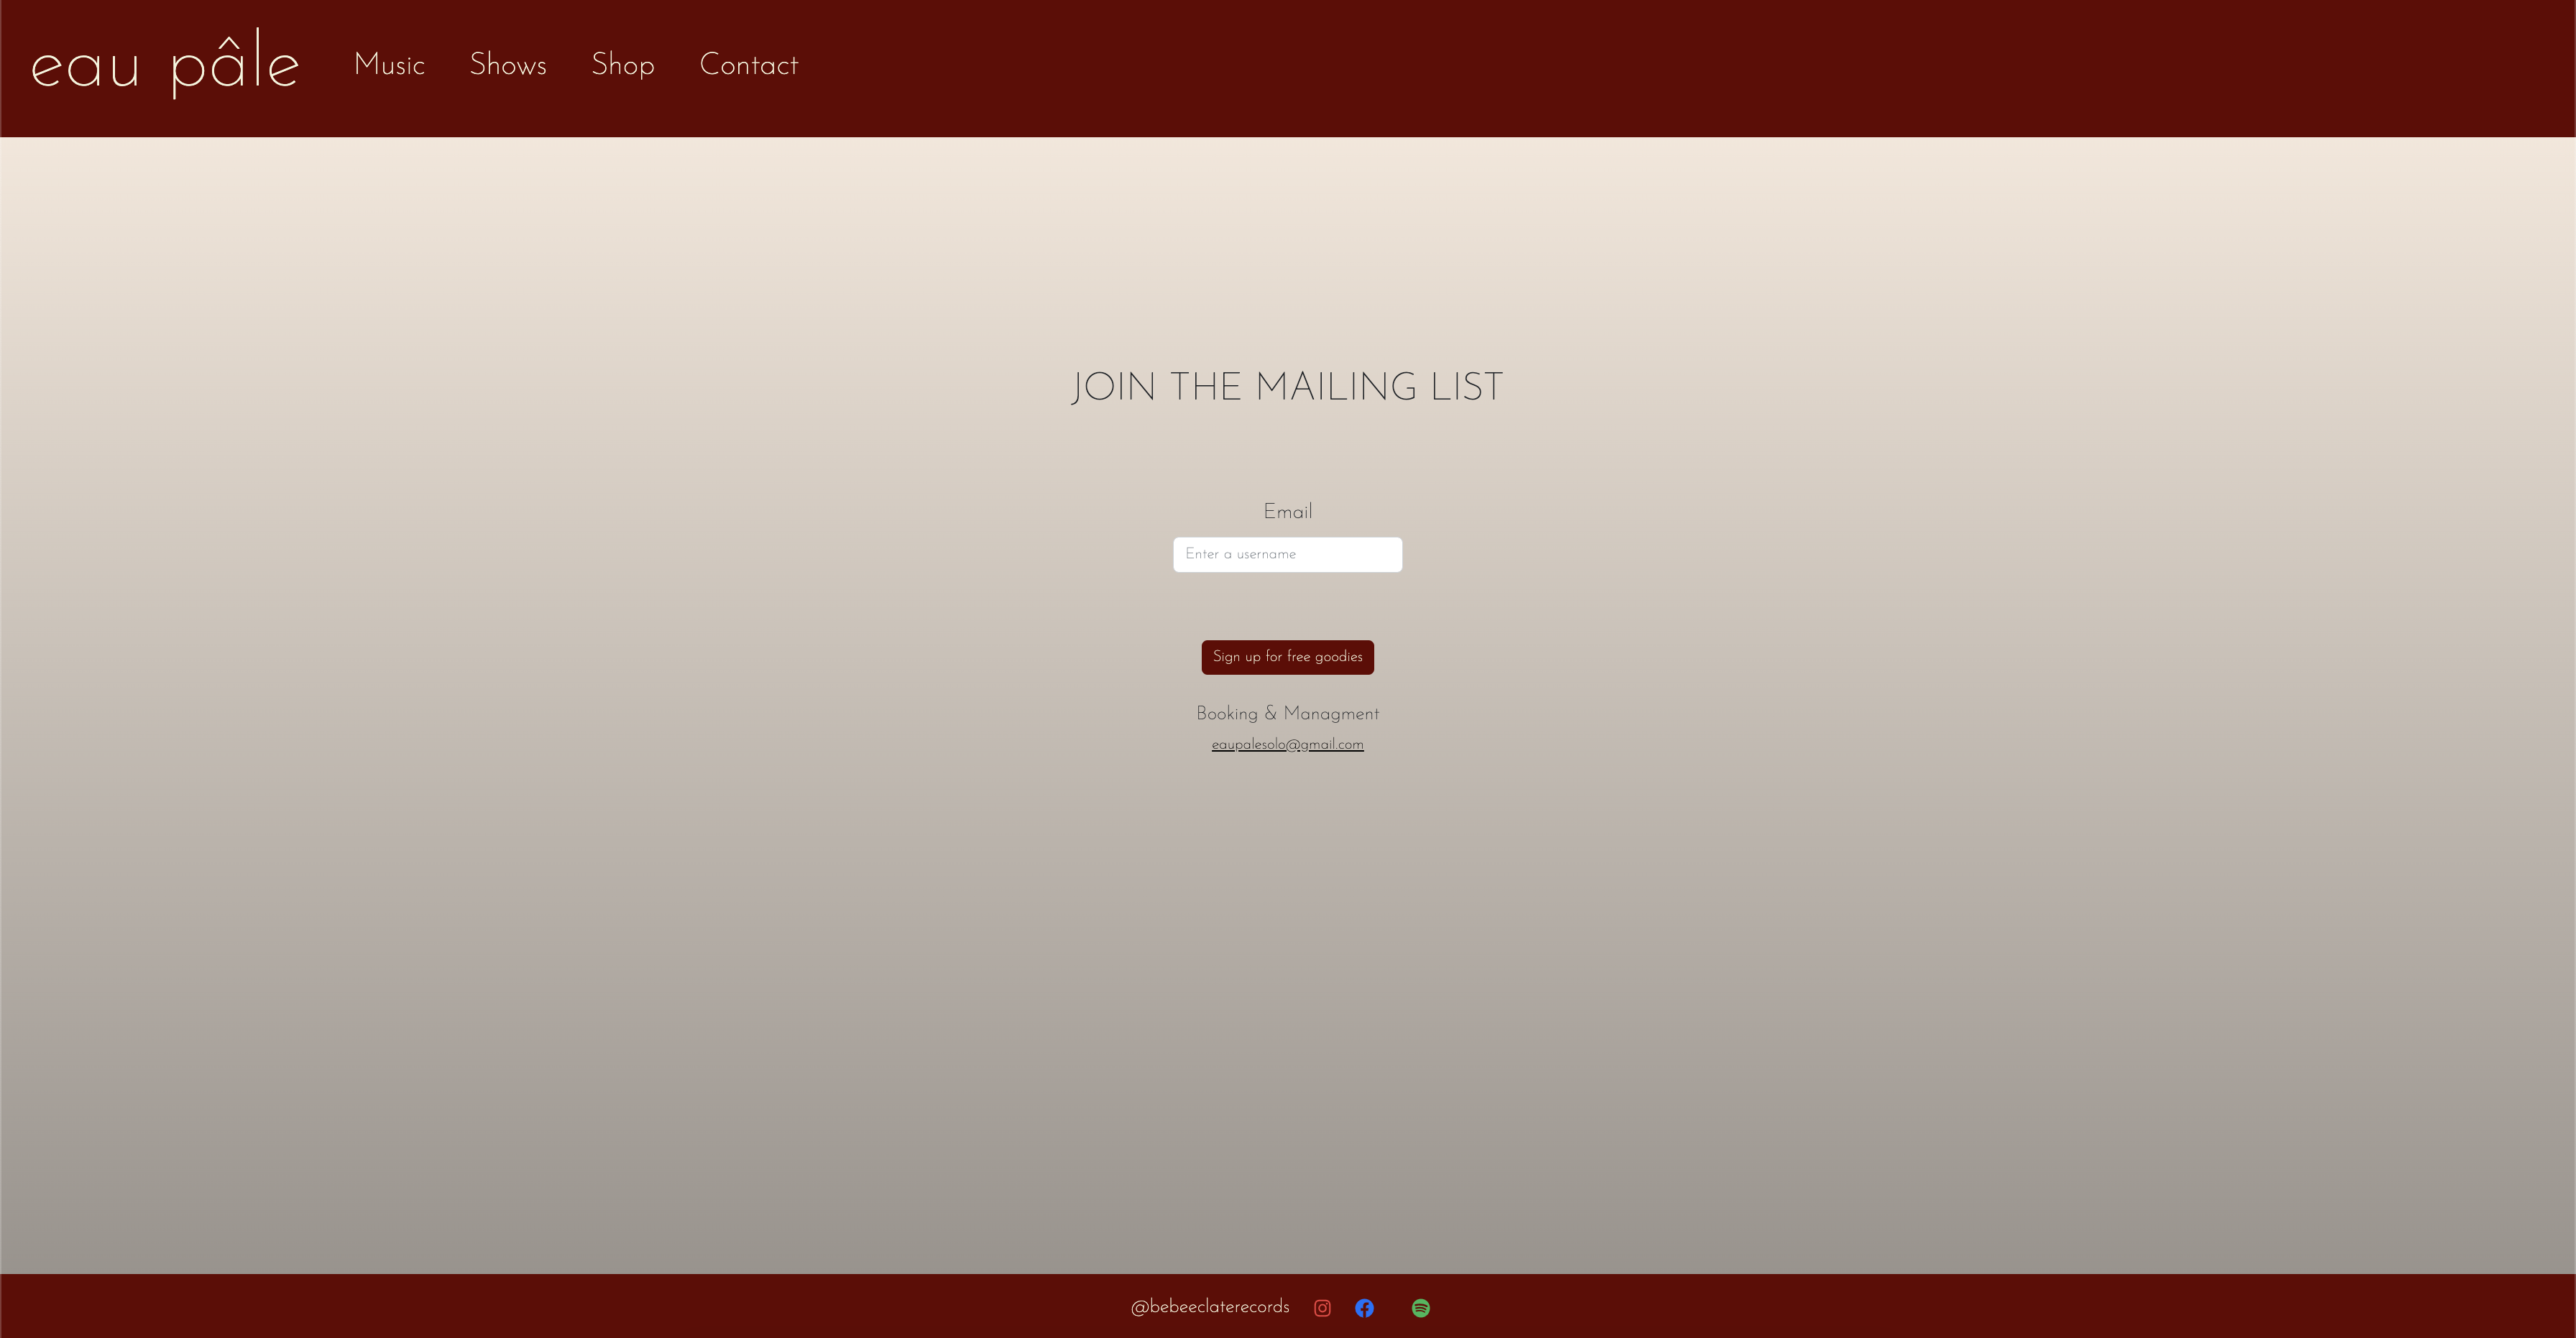 eau pâle
Music Shows Shop Contact
JOIN THE MAILING LIST
Email
Enter a username
Sign up for free goodies
Booking & Managment
eaupalesolo@gmail.com
@bebeeclaterecords